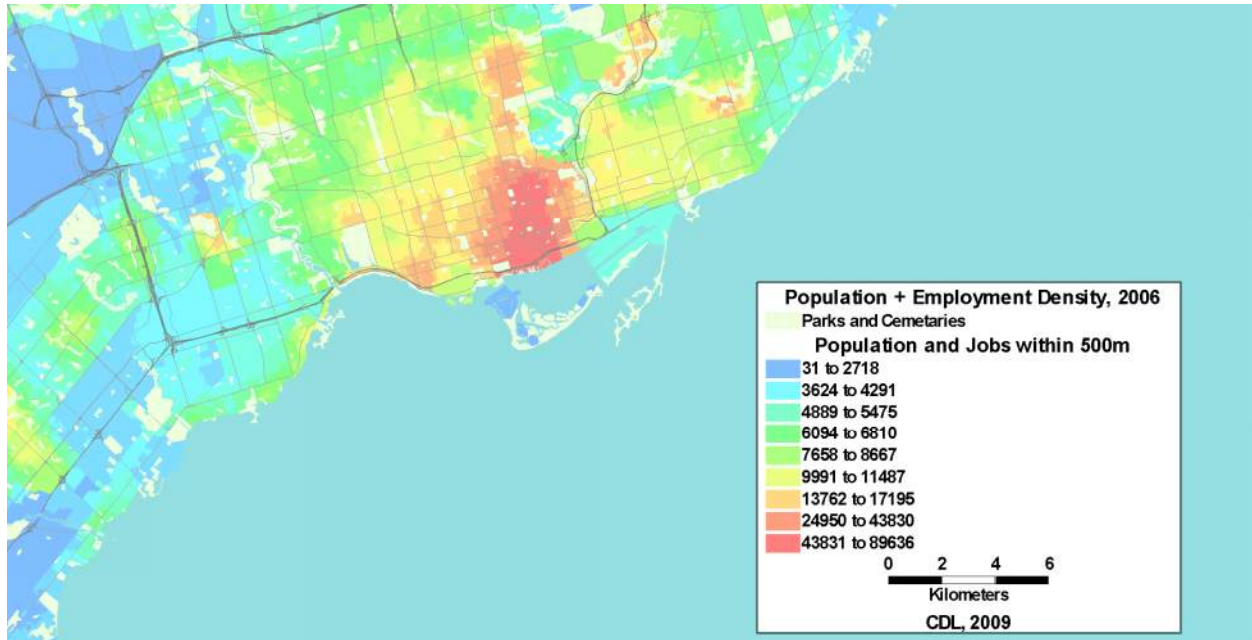 Population + Employment Density, 2006
Parks and Cemetaries
Population and Jobs within 500m
31 to 2718
3624 to 4291
4889 to 5475
6094 to 6810
7658 to 8667
9991 to 11487
13762 to 17195
24950 to 43830
43831 to 89636
0 2 4 6
Kilometers
CDL, 2009